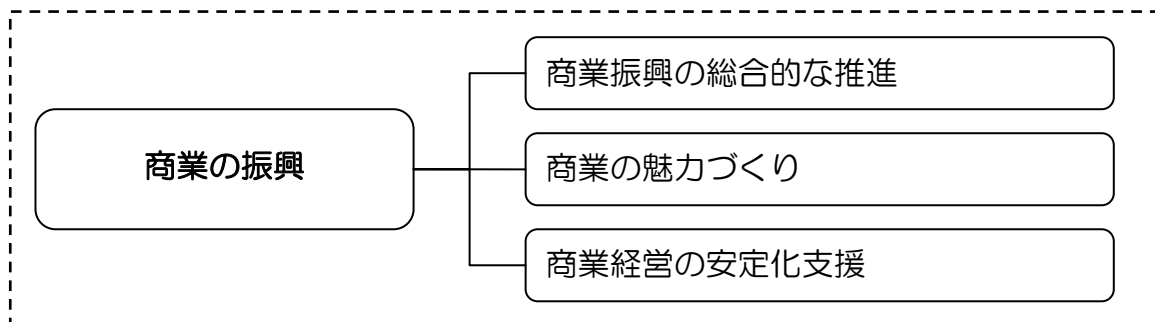 商業の振興
商業振興の総合的な推進
商業の魅力づくり
商業経営の安定化支援